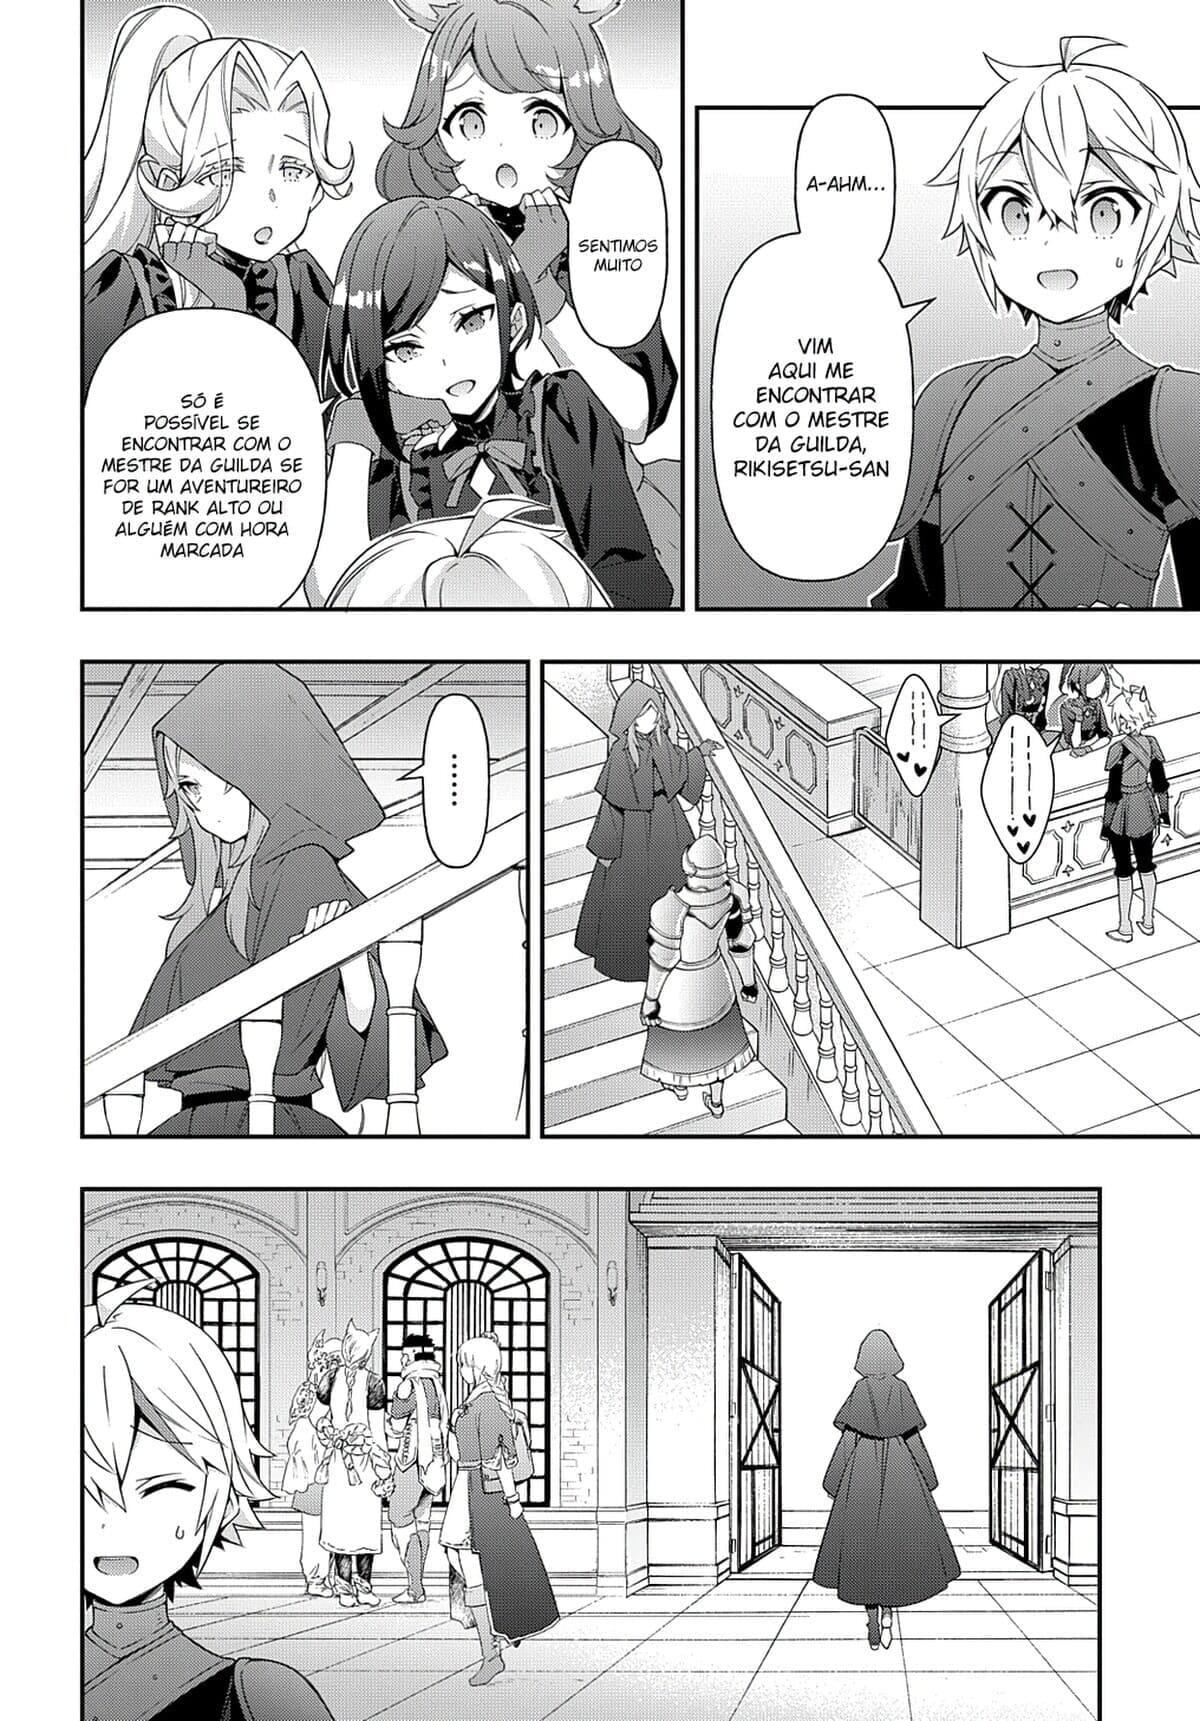 A-AHM...
VIM
AQUI ME
ENCONTRAR
COM O MESTRE
DA GUILDA,
RIKISETSU-SAN
SENTIMOS
MUITO
SÓ É
POSSÍVEL SE
ENCONTRAR COM O
MESTRE DA GUILDA SE
FOR UM AVENTUREIRO
DE RANK ALTO OU
ALGUÉM COM HORA
MARCADA
......